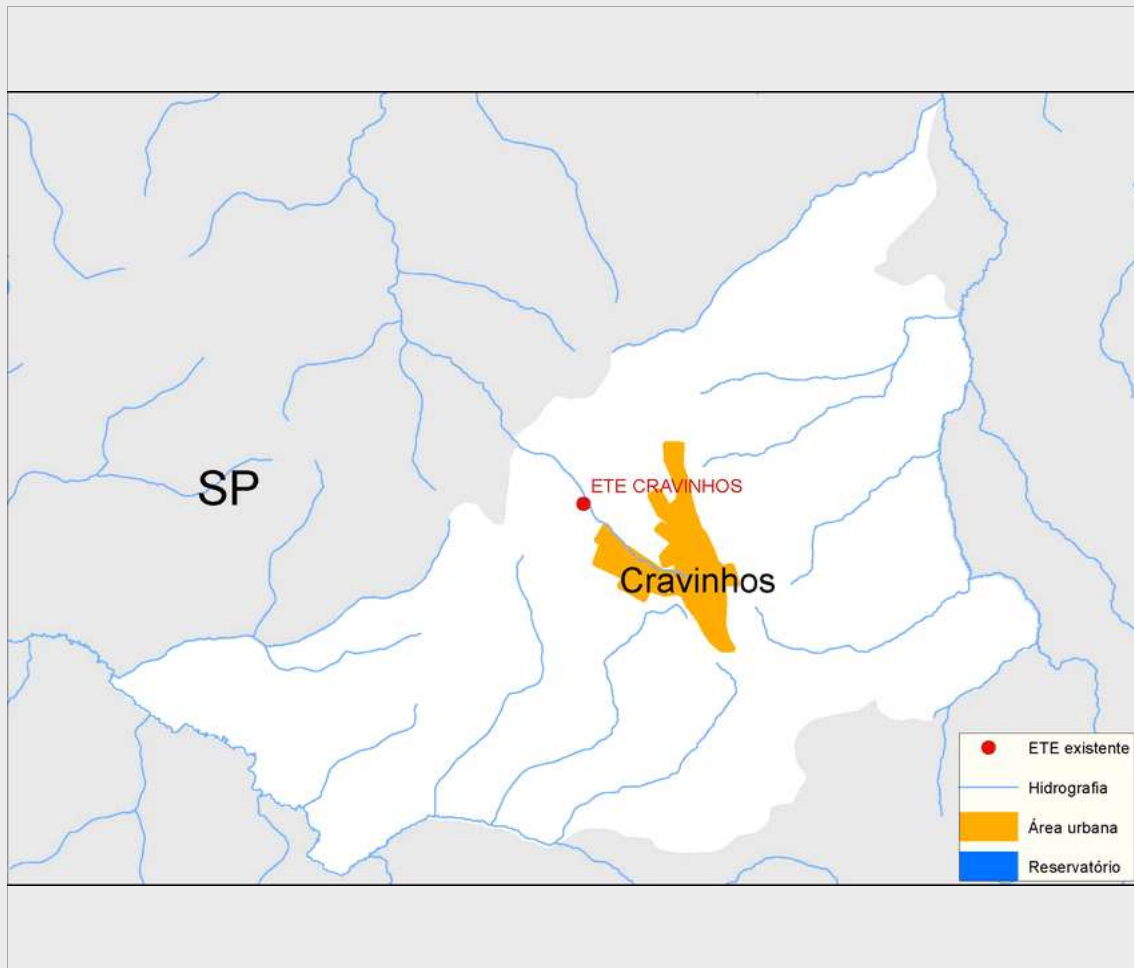 SP
ETE CRAVINHOS
Cravinhos
ETE existente
Hidrografia
Área urbana
Reservatório